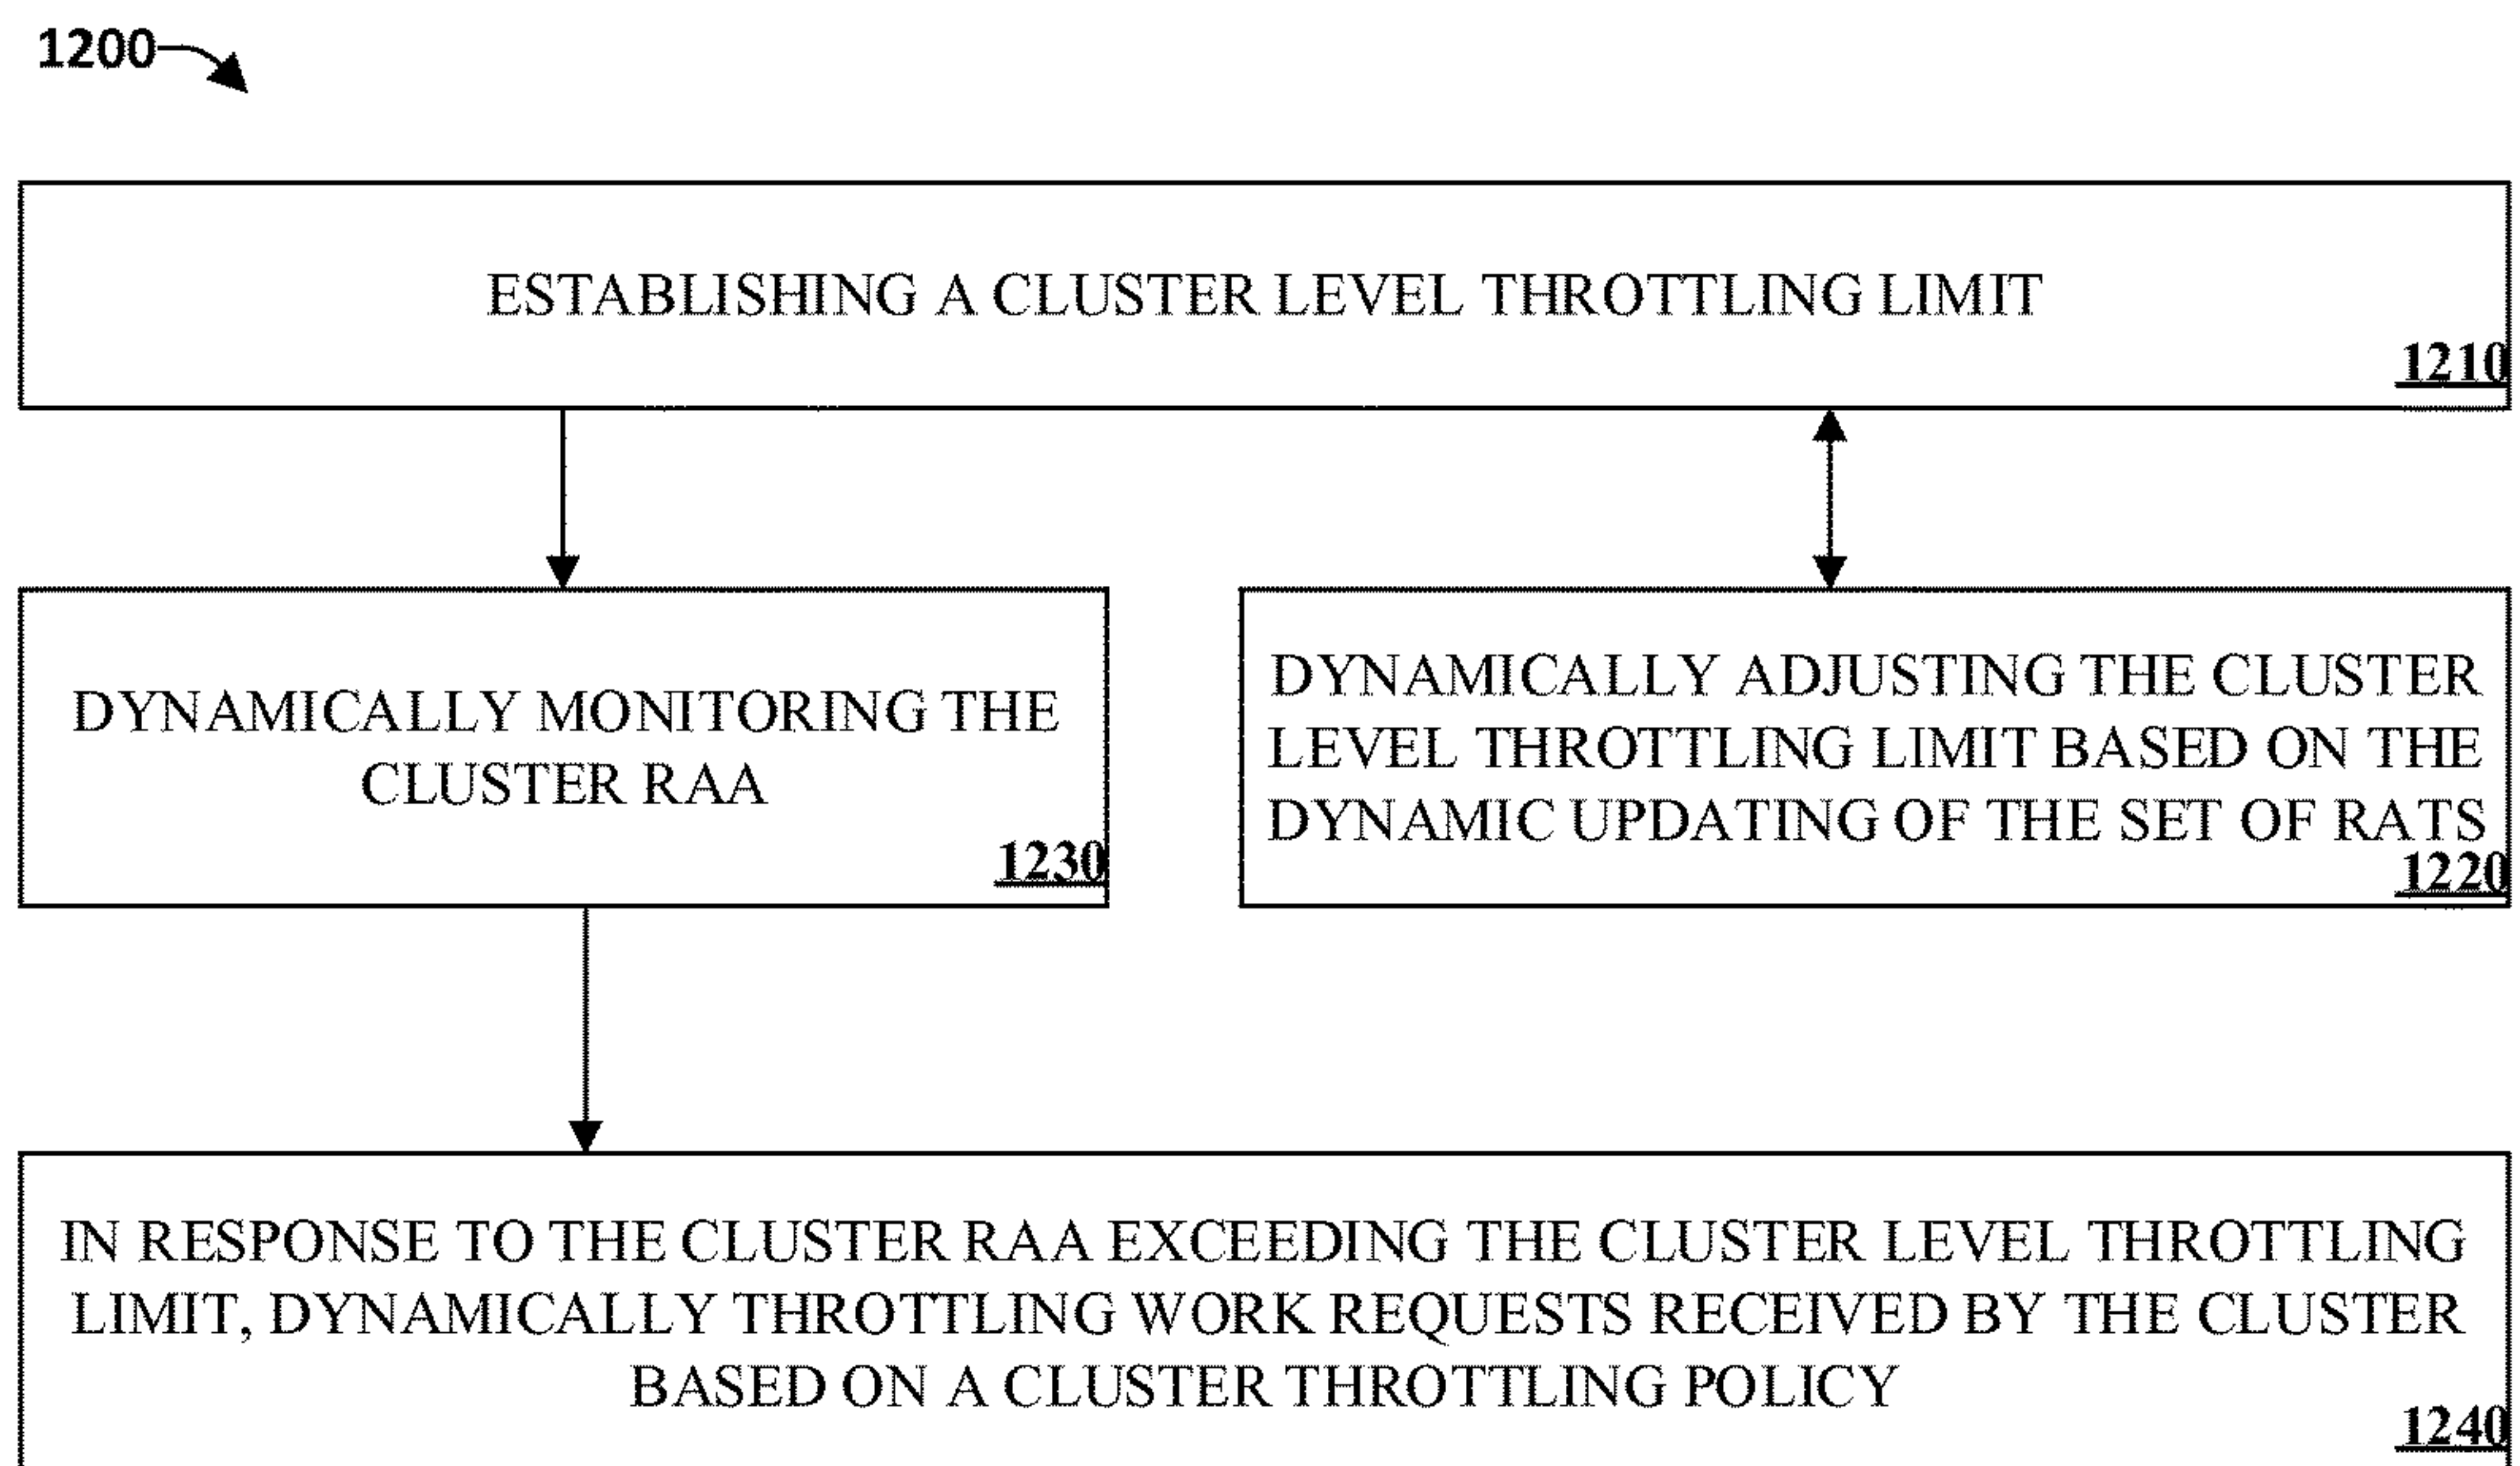 1200
ESTABLISHING A CLUSTER LEVEL THROTTLING LIMIT
1210
DYNAMICALLY MONITORING THE
CLUSTER RAA
1230
DYNAMICALLY ADJUSTING THE CLUSTER
LEVEL THROTTLING LIMIT BASED ON THE
DYNAMIC UPDATING OF THE SET OF RATS
1220
IN RESPONSE TO THE CLUSTER RAA EXCEEDING THE CLUSTER LEVEL THROTTLING
LIMIT, DYNAMICALLY THROTTLING WORK REQUESTS RECEIVED BY THE CLUSTER
BASED ON A CLUSTER THROTTLING POLICY
1240